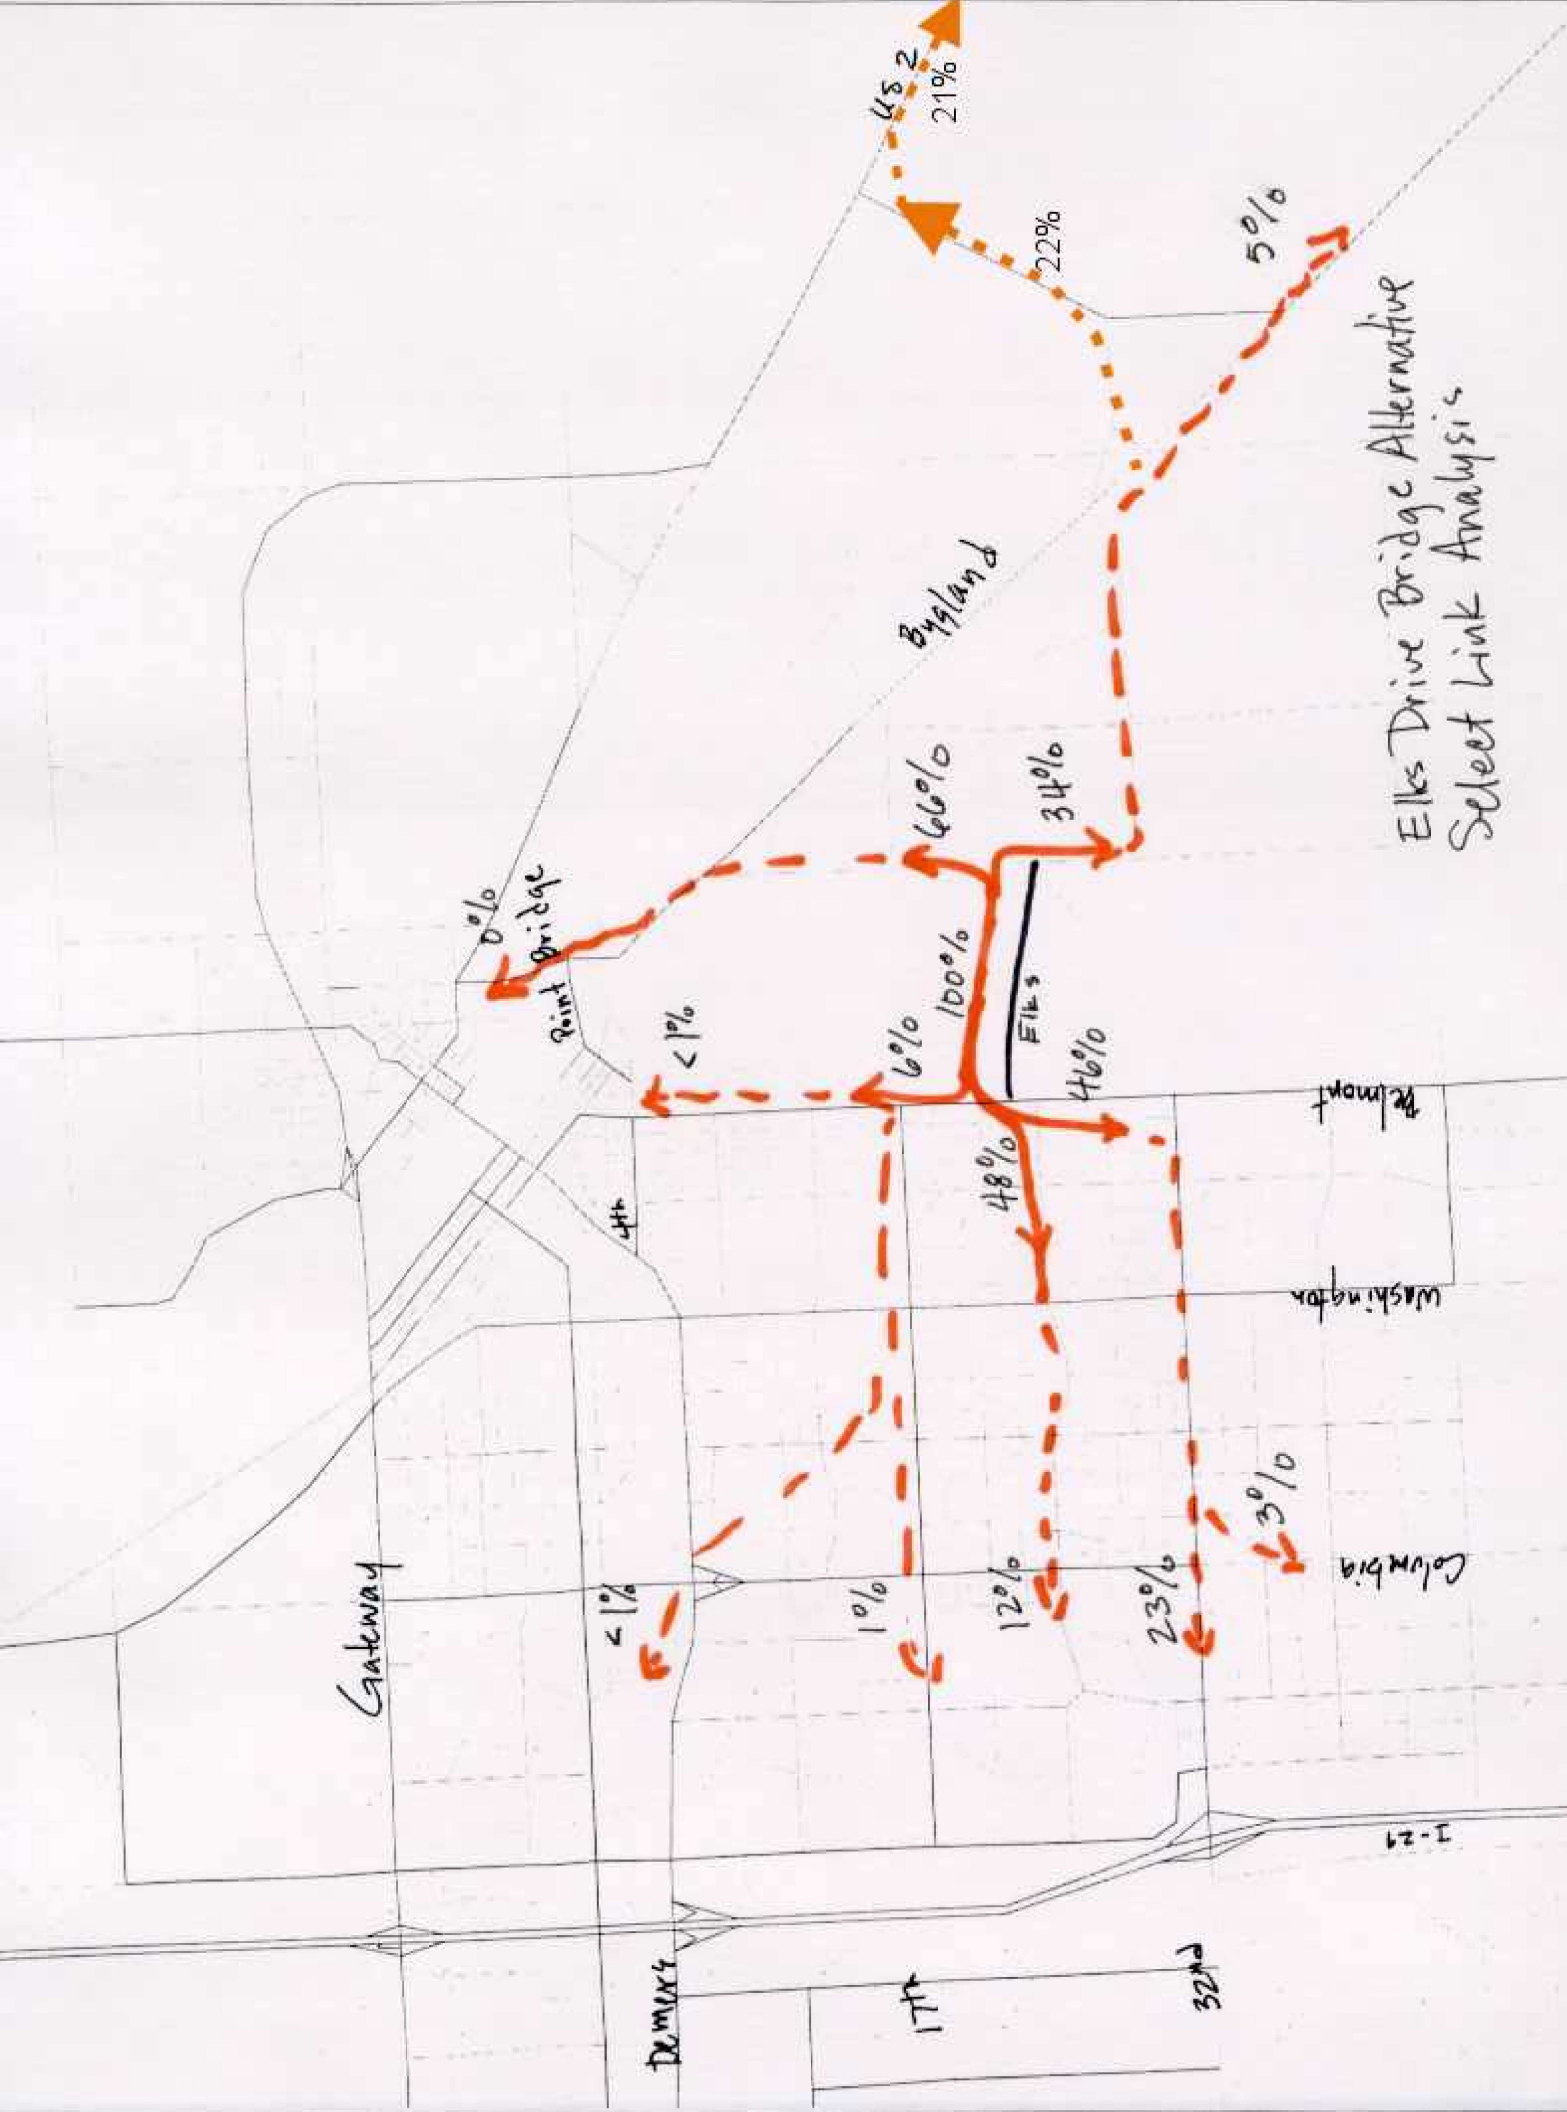 US 2
21%
22%
5%
Elks Drive Bridge Alternative
Select Link Analysis
Bygland
0%
Point Bridge
66%
34%
100%
Elks
<1%
6%
46%
48%
4th
Belmont
Washington
Columbia
I-29
Gateway
<1%
1%
12%
23%
3%
Demers
17th
32nd